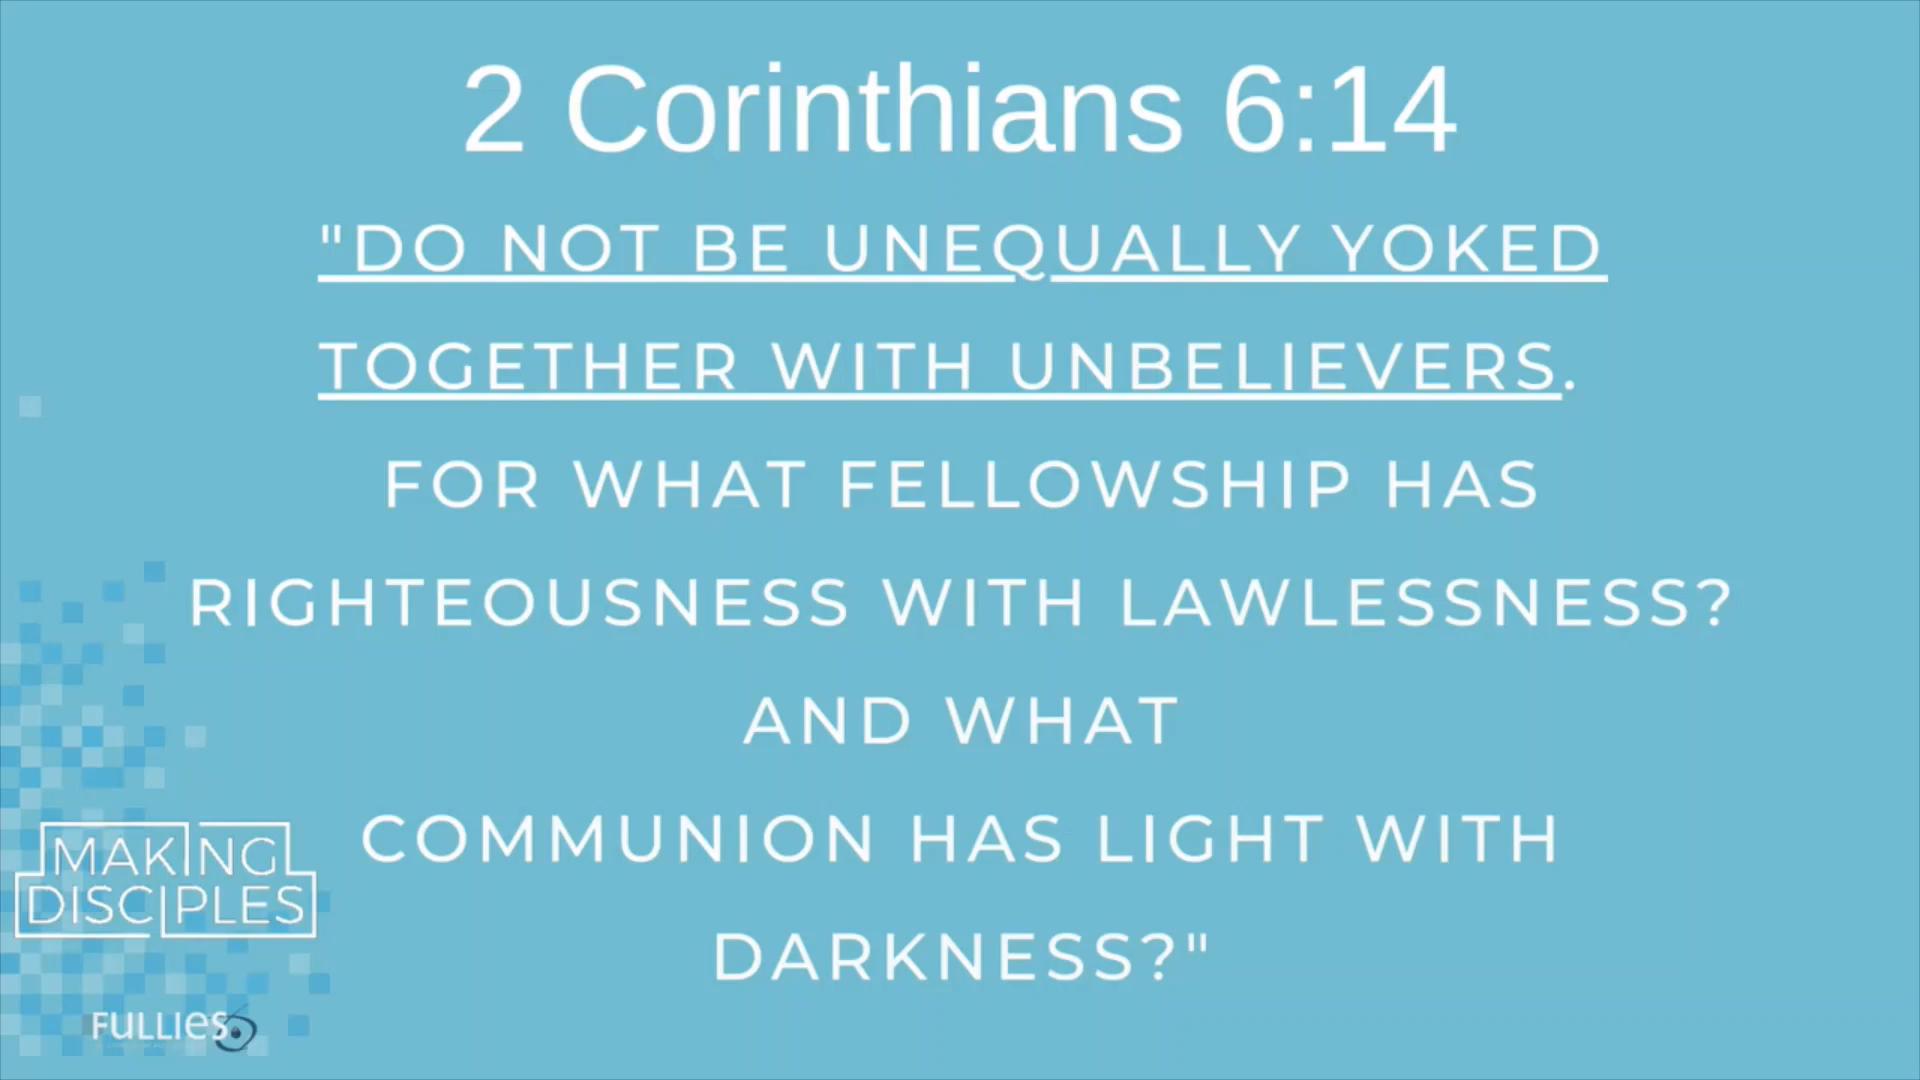 2 Corinthians 6:14
"DO NOT BE UNEQUALLY YOKED
TOGETHER WITH UNBELIEVERS.
FOR WHAT FELLOWSHIP HAS
RIGHTEOUSNESS WITH LAWLESSNESS?
AND WHAT
COMMUNION HAS LIGHT WITH
DARKNESS?"
MAKING
DISCIPLES
FULLIES